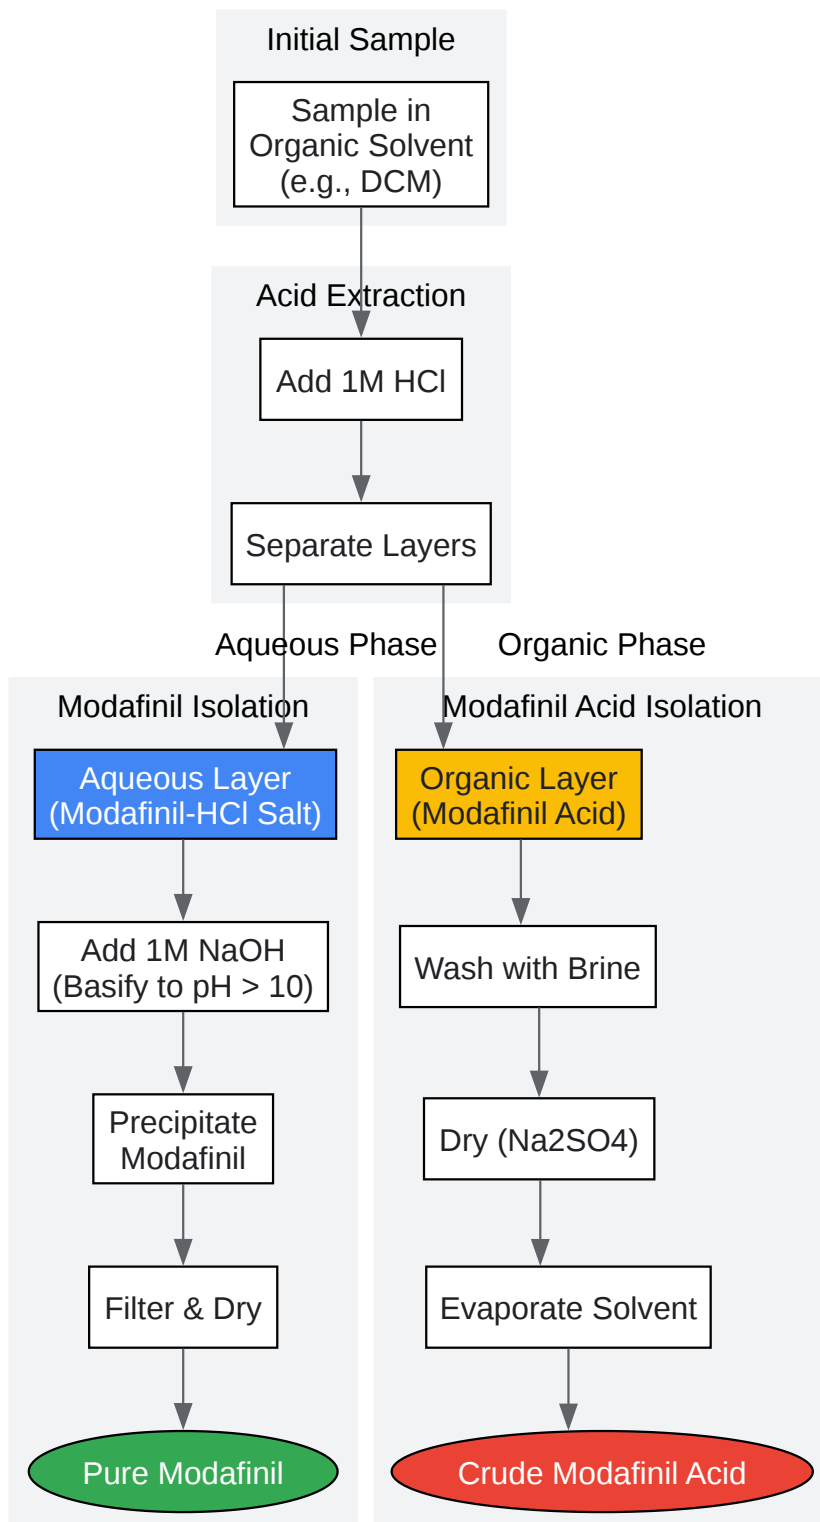 Initial Sample
Sample in
Organic Solvent
(e.g., DCM)
Acid Extraction
Add 1M HCl
Separate Layers
Aqueous Phase
Organic Phase
Modafinil Isolation
Modafinil Acid Isolation
Aqueous Layer
(Modafinil-HCl Salt)
Organic Layer
(Modafinil Acid)
Add 1M NaOH
(Basify to pH > 10)
Wash with Brine
Precipitate
Modafinil
Dry (Na2SO4)
Filter & Dry
Evaporate Solvent
Pure Modafinil
Crude Modafinil Acid